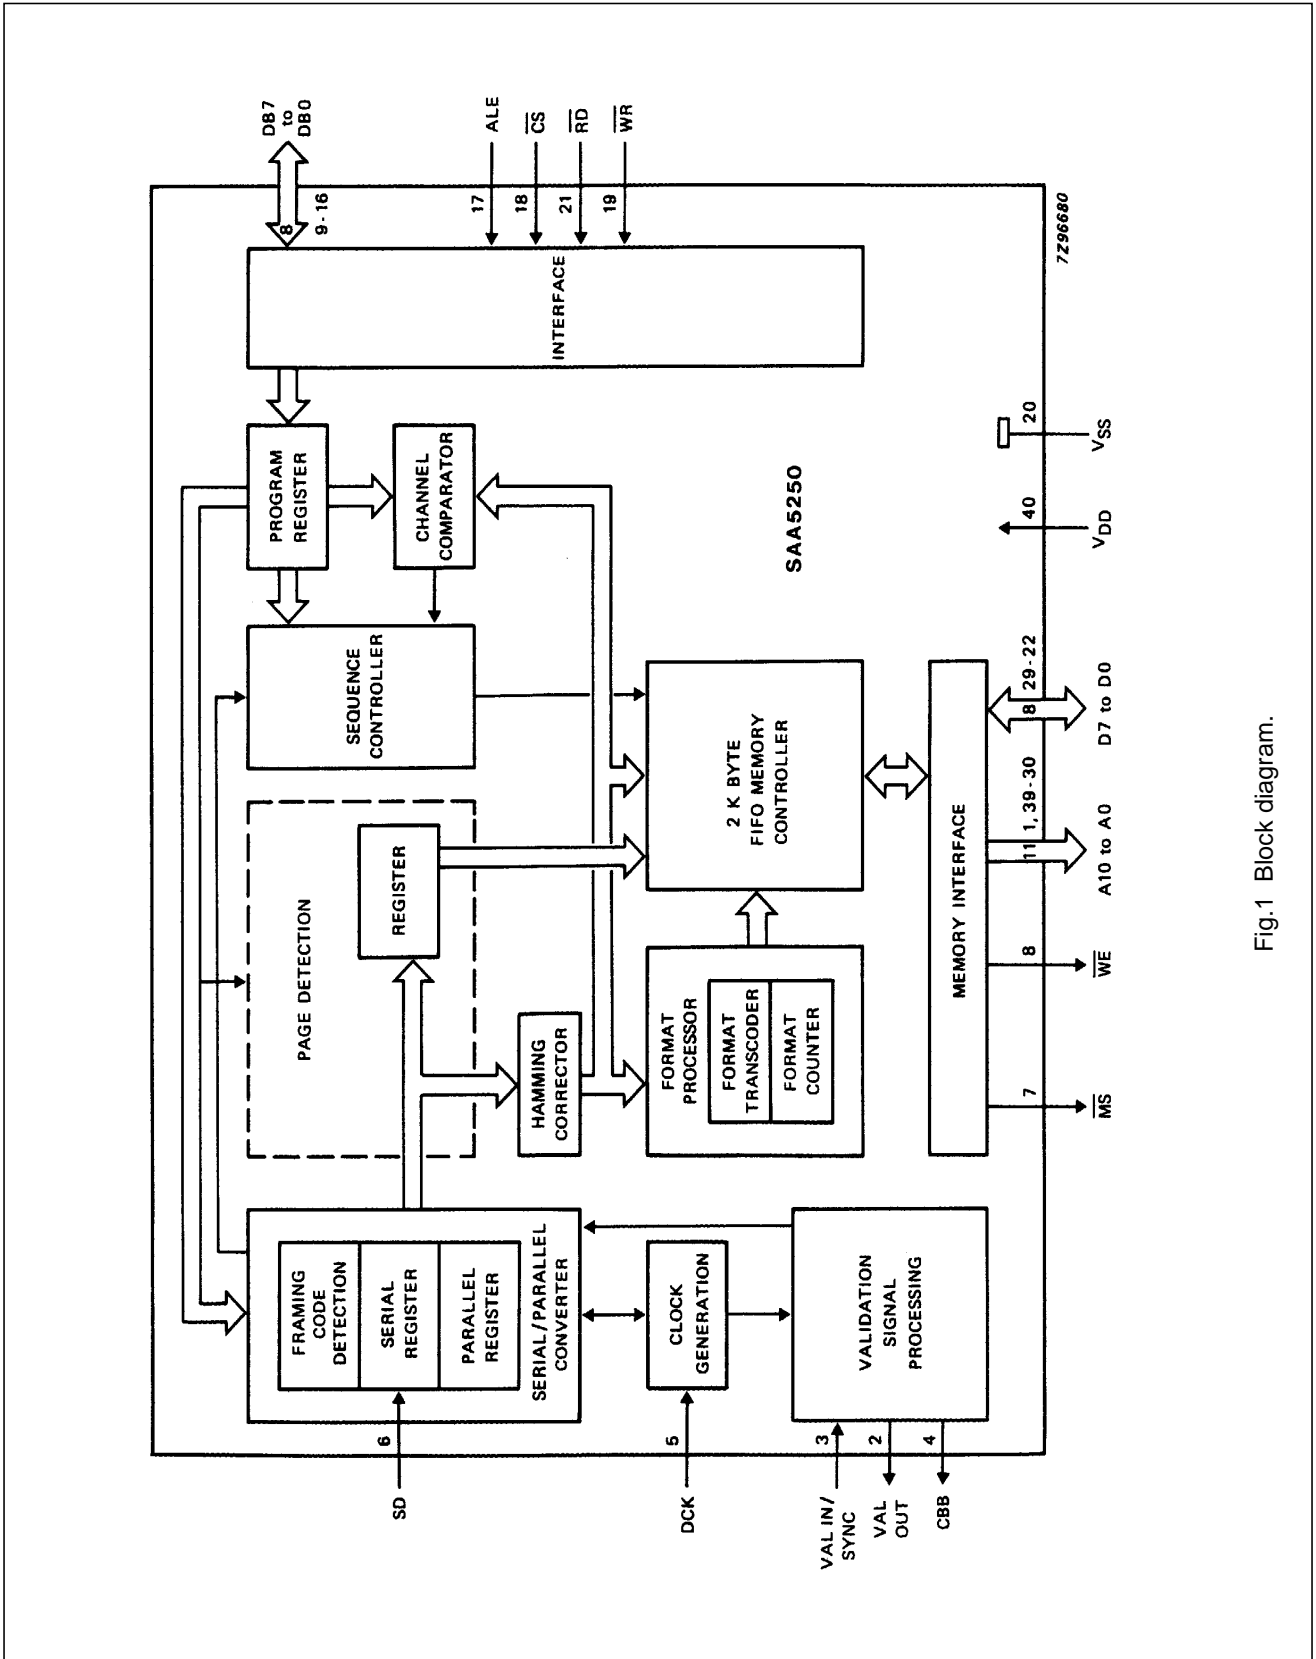 DB7
to
DB0
8
9-16
ALE
17
CS
18
RD
21
WR
19
INTERFACE
7Z96680
PROGRAM
REGISTER
CHANNEL
COMPARATOR
SAA5250
20
VSS
40
VDD
SEQUENCE
CONTROLLER
2 K BYTE
FIFO MEMORY
CONTROLLER
29-22
8
D7 to D0
PAGE DETECTION
REGISTER
MEMORY INTERFACE
1, 39-30
11
A10 to A0
8
WE
7
MS
HAMMING
CORRECTOR
FORMAT
PROCESSOR
FORMAT
TRANSCODER
FORMAT
COUNTER
FRAMING
CODE
DETECTION
SERIAL
REGISTER
PARALLEL
REGISTER
SERIAL/PARALLEL
CONVERTER
CLOCK
GENERATION
VALIDATION
SIGNAL
PROCESSING
6
SD
5
DCK
3
VAL IN/
SYNC
2
VAL
OUT
4
CBB
Fig.1 Block diagram.